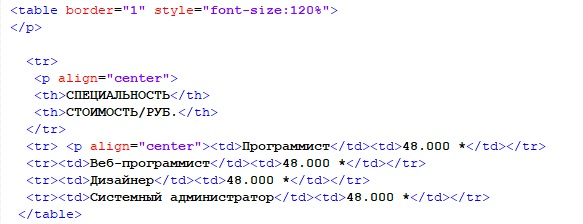 <table border="1" style="font-size:120%">
</p>
<tr>
<p align="center">
<th>СПЕЦИАЛЬНОСТЬ</th>
<th>СТОИМОСТЬ/РУБ.</th>
</tr>
<tr> <p align="center"><td>Программист</td><td>48.000 *</td></tr>
<tr><td>Веб-программист</td><td>48.000 *</td></tr>
<tr><td>Дизайнер</td><td>48.000 *</td></tr>
<tr><td>Системный администратор</td><td>48.000 *</td></tr>
</table>